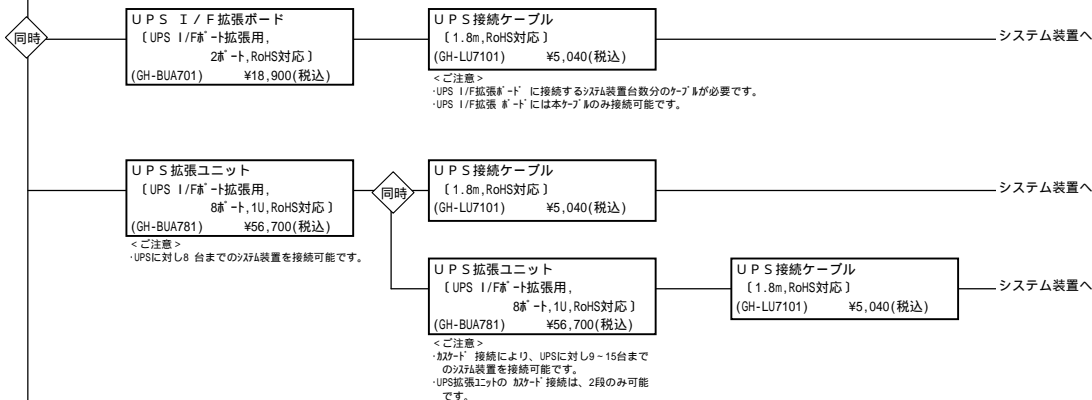 同時
ＵＰＳ Ｉ／Ｆ拡張ボード
〔UPS I/Fﾎﾟｰﾄ拡張用,
2ﾎﾟｰﾄ,RoHS対応〕
(GH-BUA701) ¥18,900(税込)
ＵＰＳ接続ケーブル
〔1.8m,RoHS対応〕
(GH-LU7101) ¥5,040(税込)
システム装置へ
＜ご注意＞
･UPS I/F拡張ﾎﾞｰﾄﾞ に接続するｼｽﾃﾑ装置台数分のｹｰﾌﾞﾙが必要です。
･UPS I/F拡張 ﾎﾞｰﾄﾞには本ｹｰﾌﾞﾙのみ接続可能です。
ＵＰＳ拡張ユニット
〔UPS I/Fﾎﾟｰﾄ拡張用,
8ﾎﾟｰﾄ,1U,RoHS対応〕
(GH-BUA781) ¥56,700(税込)
＜ご注意＞
･UPSに対し8 台までのｼｽﾃﾑ装置を接続可能です。
同時
ＵＰＳ接続ケーブル
〔1.8m,RoHS対応〕
(GH-LU7101) ¥5,040(税込)
システム装置へ
ＵＰＳ拡張ユニット
〔UPS I/Fﾎﾟｰﾄ拡張用,
8ﾎﾟｰﾄ,1U,RoHS対応〕
(GH-BUA781) ¥56,700(税込)
＜ご注意＞
･ｶｽｹｰﾄﾞ 接続により、UPSに対し9～15台まで
のｼｽﾃﾑ装置を接続可能です。
･UPS拡張ﾕﾆｯﾄの ｶｽｹｰﾄﾞ接続は、2段のみ可能
です。
ＵＰＳ接続ケーブル
〔1.8m,RoHS対応〕
(GH-LU7101) ¥5,040(税込)
システム装置へ